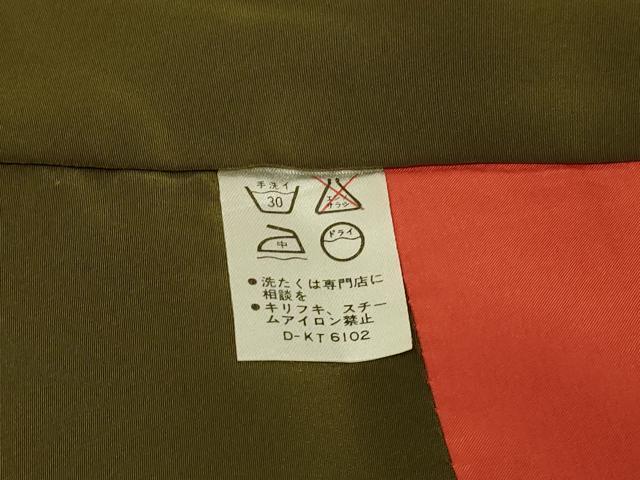 手洗イ
30
エンソ
サラシ
中
ドライ
●洗たくは専門店に
相談を
●キリフキ、スチー
ムアイロン禁止
D-KT6102